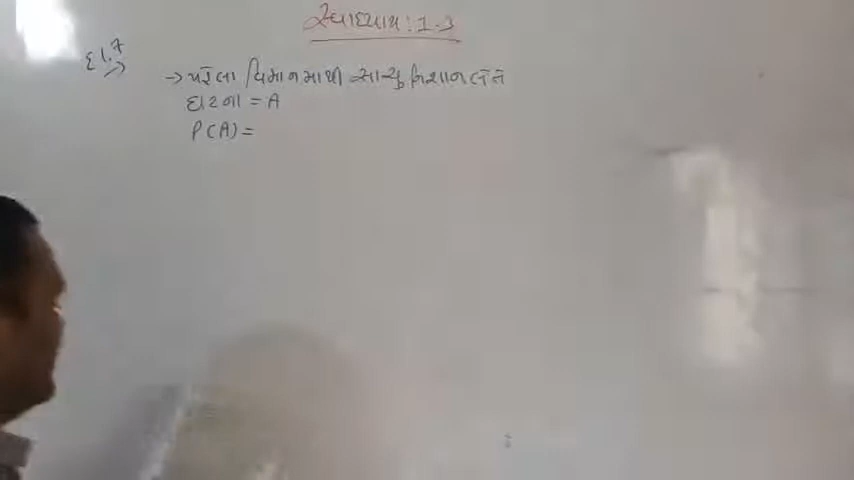 સ્વાધ્યાય : 1.3
દા.7
→ પહેલા વિમાનમાથી સાચુ નિશાન લેતે
ઘટના = A
P(A) =